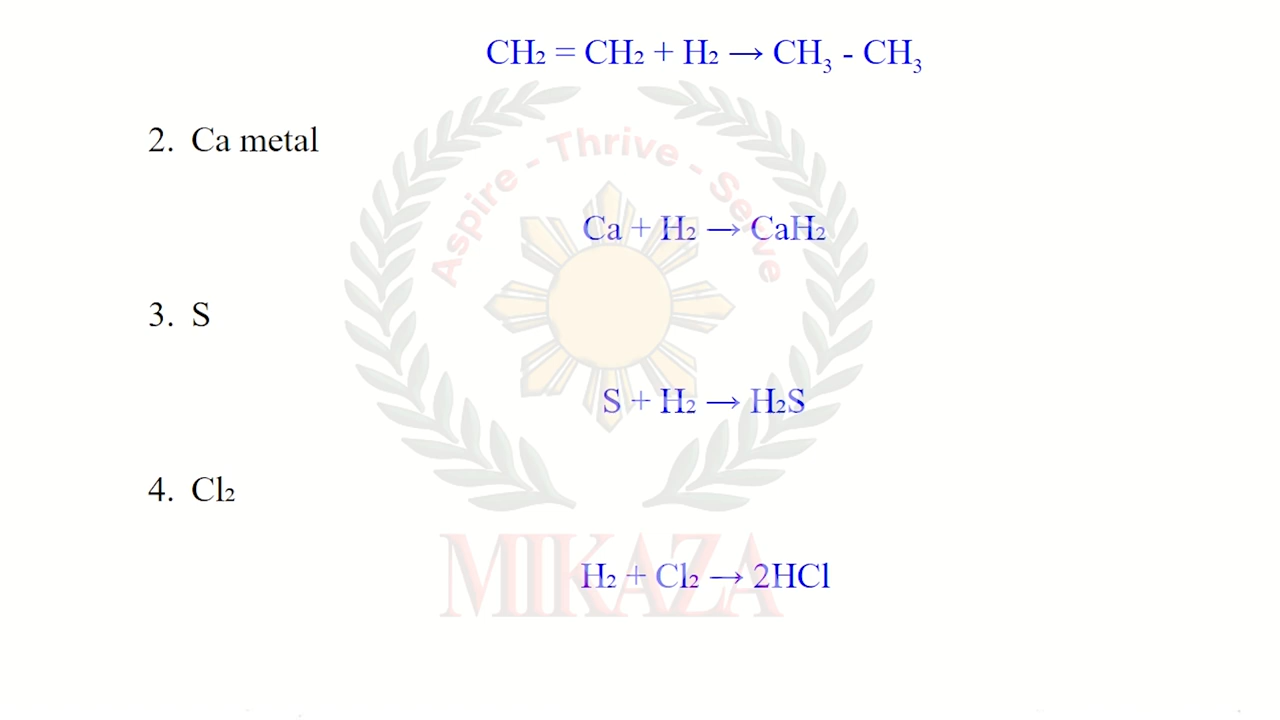 CH₂ = CH₂ + H₂ → CH₃ - CH₃
2. Ca metal
Aspire - Thrive - Serve
Ca + H₂ → CaH₂
3. S
S + H₂ → H₂S
4. Cl₂
MIKAZA
H₂ + Cl₂ → 2HCl